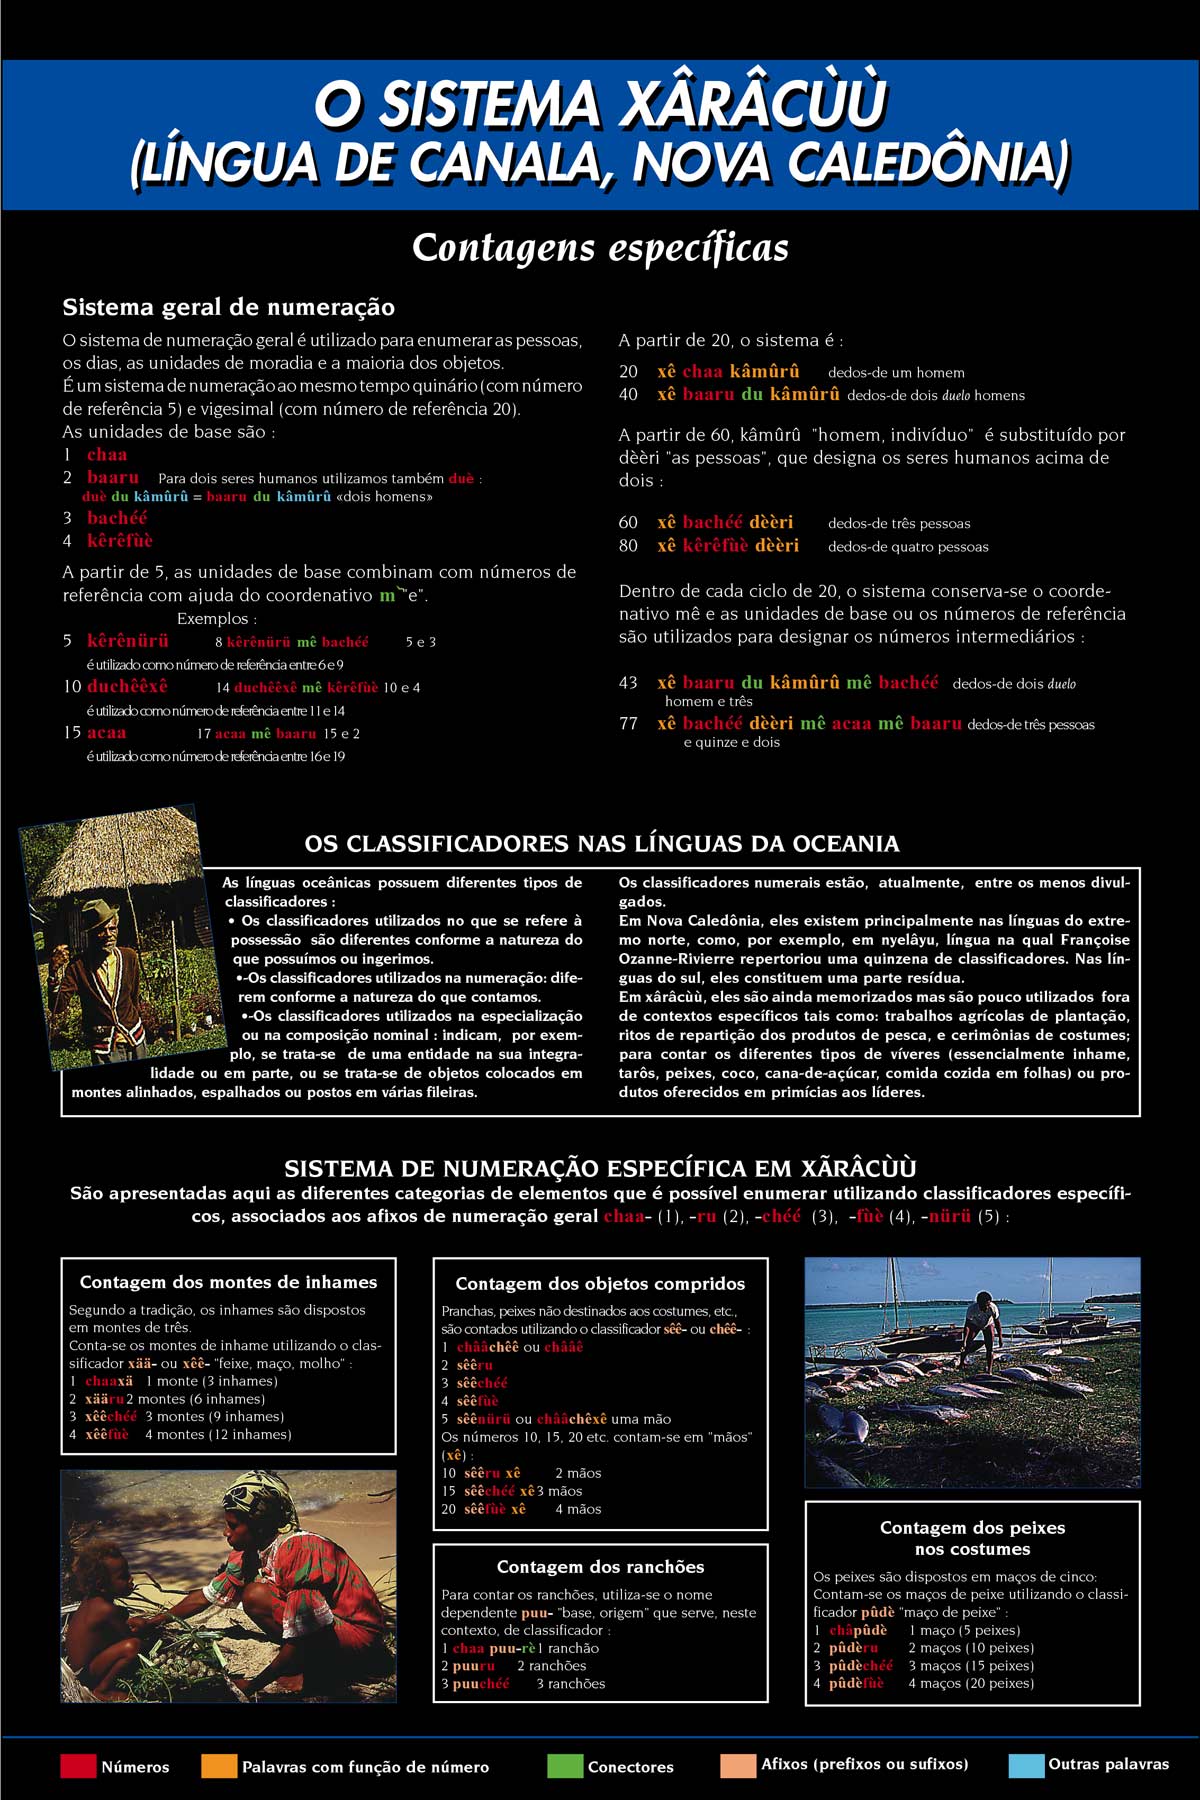 O SISTEMA XÂRÂCÙÙ
(LÍNGUA DE CANALA, NOVA CALEDÔNIA)
Contagens específicas
Sistema geral de numeração
O sistema de numeração geral é utilizado para enumerar as pessoas,
os dias, as unidades de moradia e a maioria dos objetos.
É um sistema de numeração ao mesmo tempo quinário (com número
de referência 5) e vigesimal (com número de referência 20).
As unidades de base são :
1 chaa
2 baaru Para dois seres humanos utilizamos também duè :
duè du kâmûrû = baaru du kâmûrû «dois homens»
3 bachéé
4 kêrêfùè
A partir de 5, as unidades de base combinam com números de
referência com ajuda do coordenativo m`"e".
Exemplos :
5 kêrênürü 8 kêrênürü mê bachéé 5 e 3
é utilizado como número de referência entre 6 e 9
10 duchêêxê 14 duchêêxê mê kêrêfùè 10 e 4
é utilizado como número de referência entre 11 e 14
15 acaa 17 acaa mê baaru 15 e 2
é utilizado como número de referência entre 16 e 19
A partir de 20, o sistema é :
20 xê chaa kâmûrû dedos-de um homem
40 xê baaru du kâmûrû dedos-de dois duelo homens
A partir de 60, kâmûrû "homem, indivíduo" é substituído por
dèèri "as pessoas", que designa os seres humanos acima de
dois :
60 xê bachéé dèèri dedos-de três pessoas
80 xê kêrêfùè dèèri dedos-de quatro pessoas
Dentro de cada ciclo de 20, o sistema conserva-se o coorde-
nativo mê e as unidades de base ou os números de referência
são utilizados para designar os números intermediários :
43 xê baaru du kâmûrû mê bachéé dedos-de dois duelo
homem e três
77 xê bachéé dèèri mê acaa mê baaru dedos-de três pessoas
e quinze e dois
OS CLASSIFICADORES NAS LÍNGUAS DA OCEANIA
As línguas oceânicas possuem diferentes tipos de
classificadores :
• Os classificadores utilizados no que se refere à
possessão são diferentes conforme a natureza do
que possuímos ou ingerimos.
•-Os classificadores utilizados na numeração: dife-
rem conforme a natureza do que contamos.
•-Os classificadores utilizados na especialização
ou na composição nominal : indicam, por exem-
plo, se trata-se de uma entidade na sua integra-
lidade ou em parte, ou se trata-se de objetos colocados em
montes alinhados, espalhados ou postos em várias fileiras.
Os classificadores numerais estão, atualmente, entre os menos divul-
gados.
Em Nova Caledônia, eles existem principalmente nas línguas do extre-
mo norte, como, por exemplo, em nyelâyu, língua na qual Françoise
Ozanne-Rivierre repertoriou uma quinzena de classificadores. Nas lín-
guas do sul, eles constituem uma parte resídua.
Em xârâcùù, eles são ainda memorizados mas são pouco utilizados fora
de contextos específicos tais como: trabalhos agrícolas de plantação,
ritos de repartição dos produtos de pesca, e cerimônias de costumes;
para contar os diferentes tipos de víveres (essencialmente inhame,
tarôs, peixes, coco, cana-de-açúcar, comida cozida em folhas) ou pro-
dutos oferecidos em primícias aos líderes.
SISTEMA DE NUMERAÇÃO ESPECÍFICA EM XÃRÂCÙÙ
São apresentadas aqui as diferentes categorias de elementos que é possível enumerar utilizando classificadores específi-
cos, associados aos afixos de numeração geral chaa- (1), -ru (2), -chéé (3), -fùè (4), -nürü (5) :
Contagem dos montes de inhames
Segundo a tradição, os inhames são dispostos
em montes de três.
Conta-se os montes de inhame utilizando o clas-
sificador xää- ou xêê- "feixe, maço, molho" :
1 chaaxä 1 monte (3 inhames)
2 xääru 2 montes (6 inhames)
3 xêêchéé 3 montes (9 inhames)
4 xêêfùè 4 montes (12 inhames)
Contagem dos objetos compridos
Pranchas, peixes não destinados aos costumes, etc.,
são contados utilizando o classificador sêê- ou chêê- :
1 chââchêê ou châââê
2 sêêru
3 sêêchéé
4 sêêfùè
5 sêênürü ou chââchêxê uma mão
Os números 10, 15, 20 etc. contam-se em "mãos"
(xê) :
10 sêêru xê 2 mãos
15 sêêchéé xê 3 mãos
20 sêêfùè xê 4 mãos
Contagem dos ranchões
Para contar os ranchões, utiliza-se o nome
dependente puu- "base, origem" que serve, neste
contexto, de classificador :
1 chaa puu-rè 1 ranchão
2 puuru 2 ranchões
3 puuchéé 3 ranchões
Contagem dos peixes
nos costumes
Os peixes são dispostos em maços de cinco:
Contam-se os maços de peixe utilizando o classi-
ficador pûdè "maço de peixe" :
1 châpûdè 1 maço (5 peixes)
2 pûdèru 2 maços (10 peixes)
3 pûdèchéé 3 maços (15 peixes)
4 pûdèfùè 4 maços (20 peixes)
Números
Palavras com função de número
Conectores
Afixos (prefixos ou sufixos)
Outras palavras